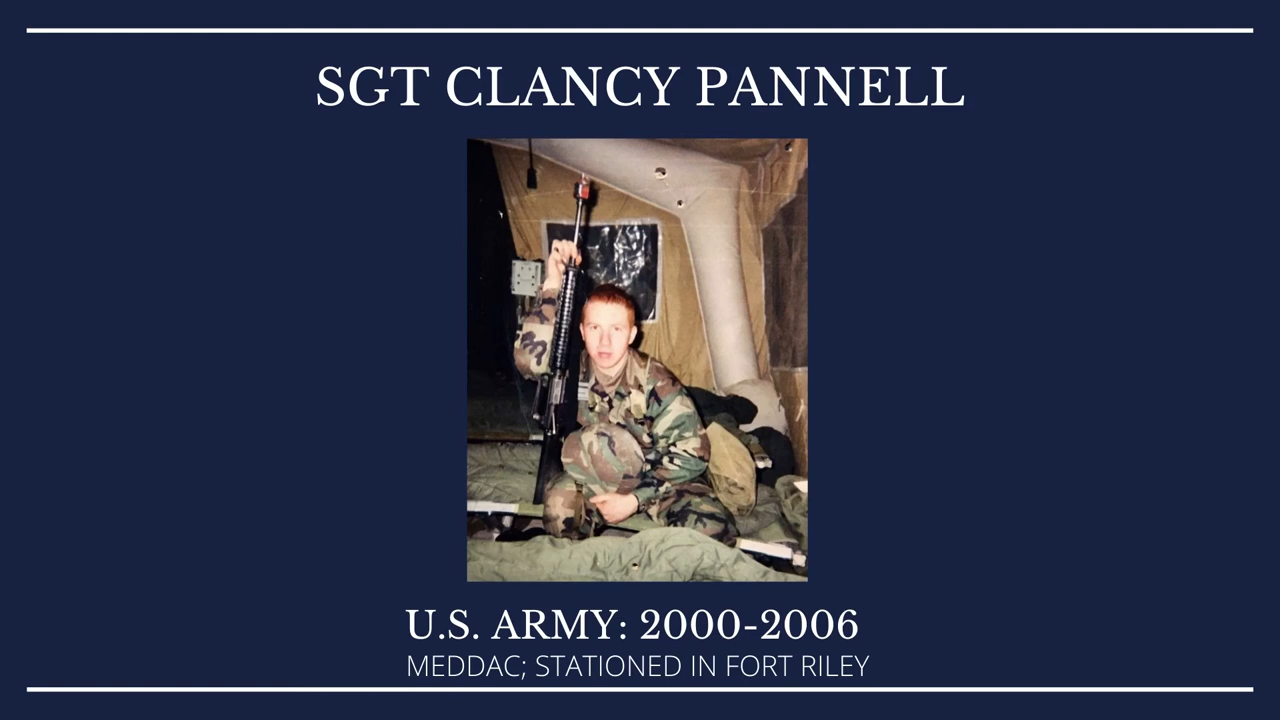 SGT CLANCY PANNELL
U.S. ARMY: 2000-2006
MEDDAC; STATIONED IN FORT RILEY